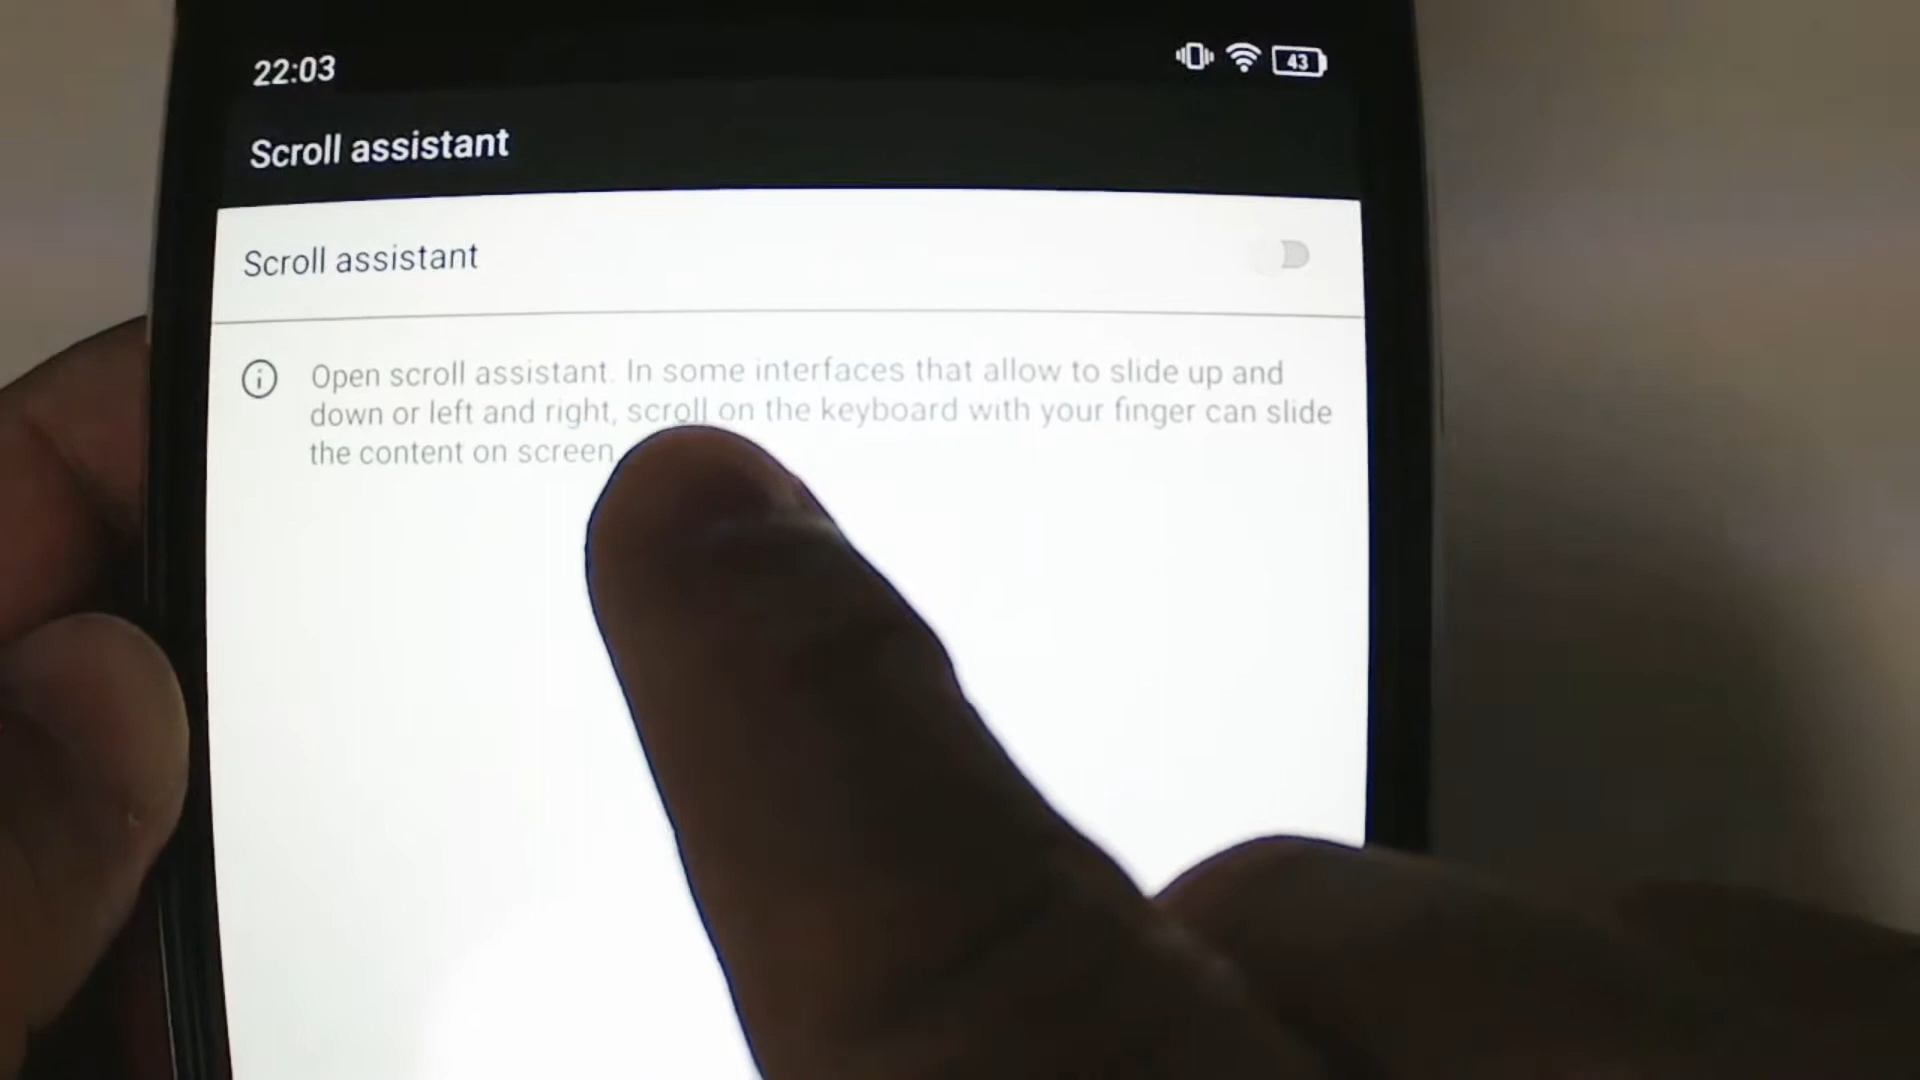 22:03
43
Scroll assistant
Scroll assistant
Open scroll assistant. In some interfaces that allow to slide up and
down or left and right, scroll on the keyboard with your finger can slide
the content on screen.